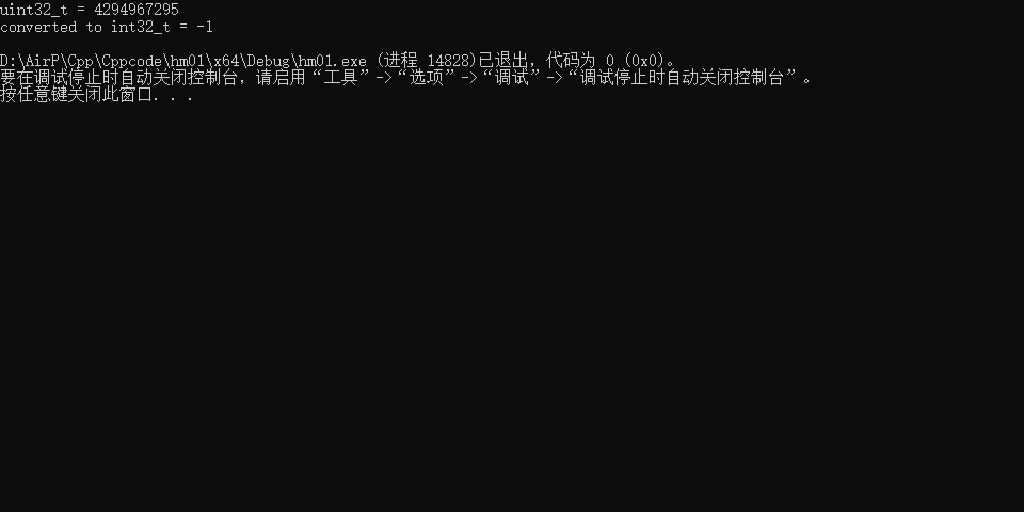 uint32_t = 4294967295
converted to int32_t = -1
D:\AirP\Cpp\Cppcode\hm01\x64\Debug\hm01.exe (进程 14828)已退出，代码为 0 (0x0)。
要在调试停止时自动关闭控制台，请启用“工具”->“选项”->“调试”->“调试停止时自动关闭控制台”。
按任意键关闭此窗口. . .